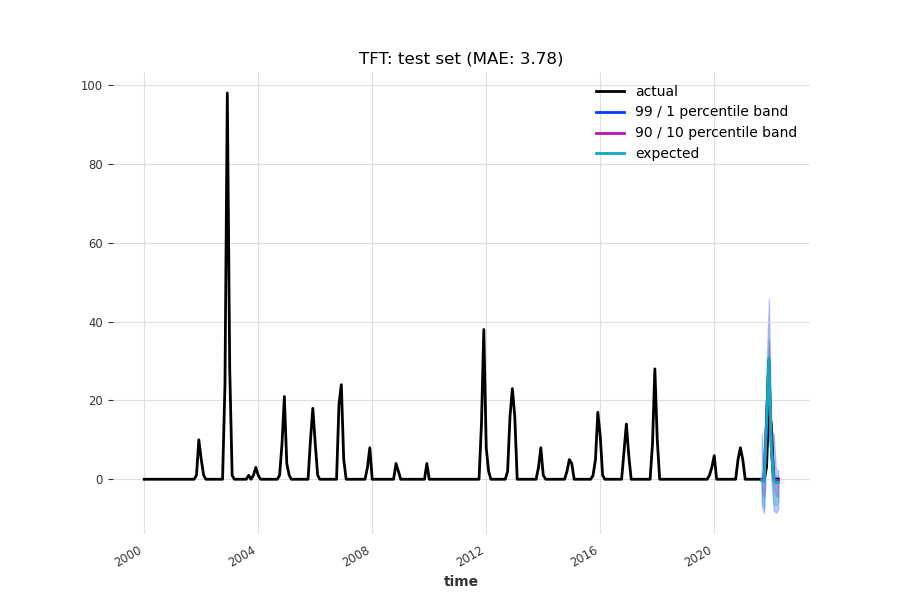 TFT: test set (MAE: 3.78)
actual
99 / 1 percentile band
90 / 10 percentile band
expected
100
80
60
40
20
0
2000
2004
2008
2012
2016
2020
time